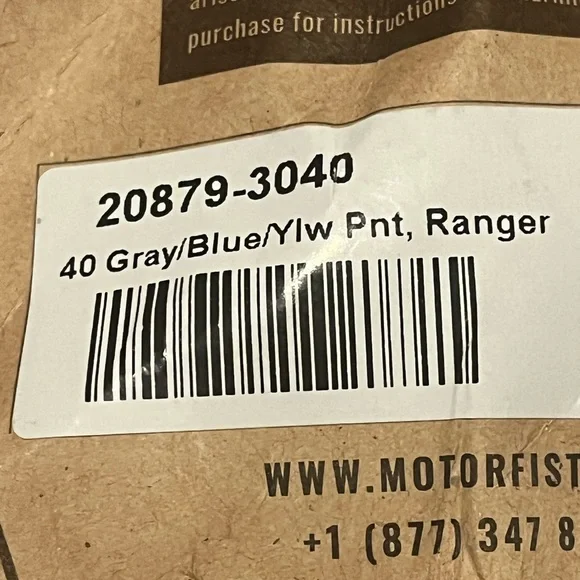 purchase for instructions
20879-3040
40 Gray/Blue/Ylw Pnt, Ranger
WWW.MOTORFIST
+1 (877) 347 8